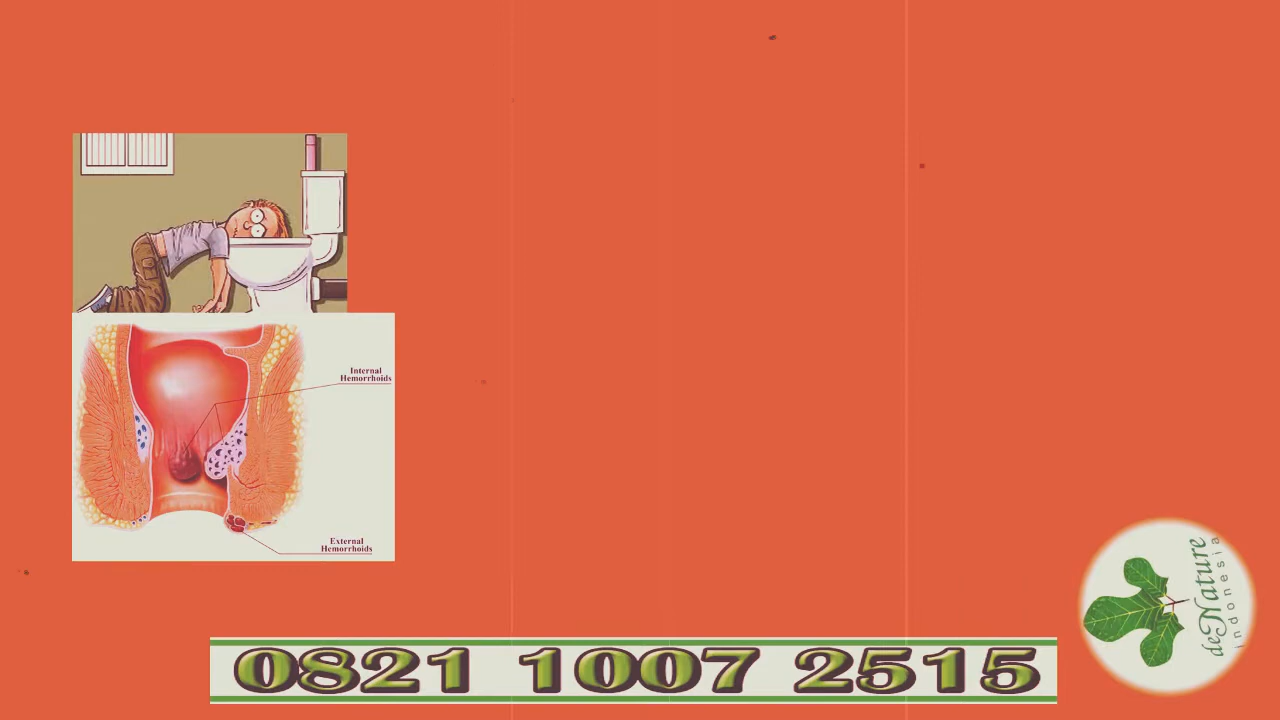 Internal
Hemorrhoids
External
Hemorrhoids
0821 1007 2515
deNature
indonesia